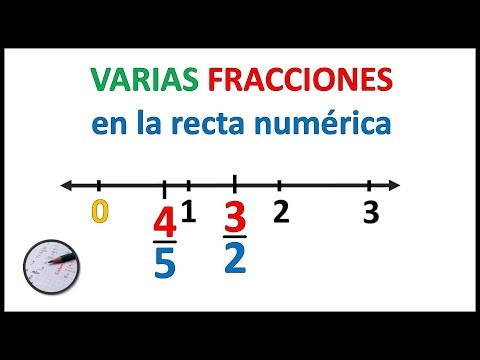 VARIAS FRACCIONES
en la recta numérica
0 4/5 1 3/2 2 3